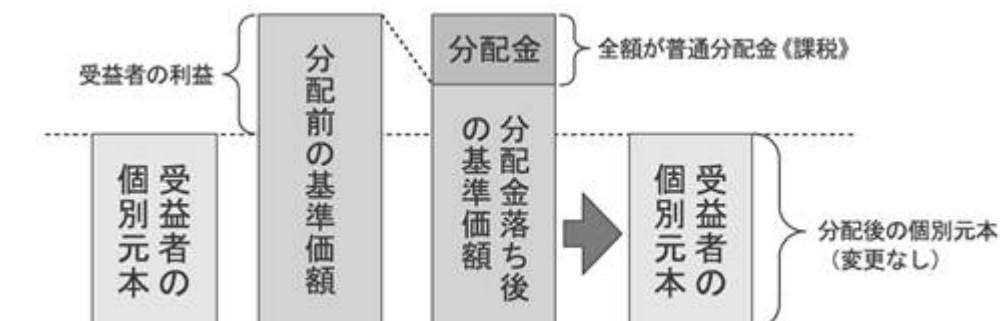 受益者の利益
受益者の
個別元本
分配前の基準価額
分配金
全額が普通分配金《課税》
分配金落ち後
の基準価額
受益者の
個別元本
分配後の個別元本
（変更なし）